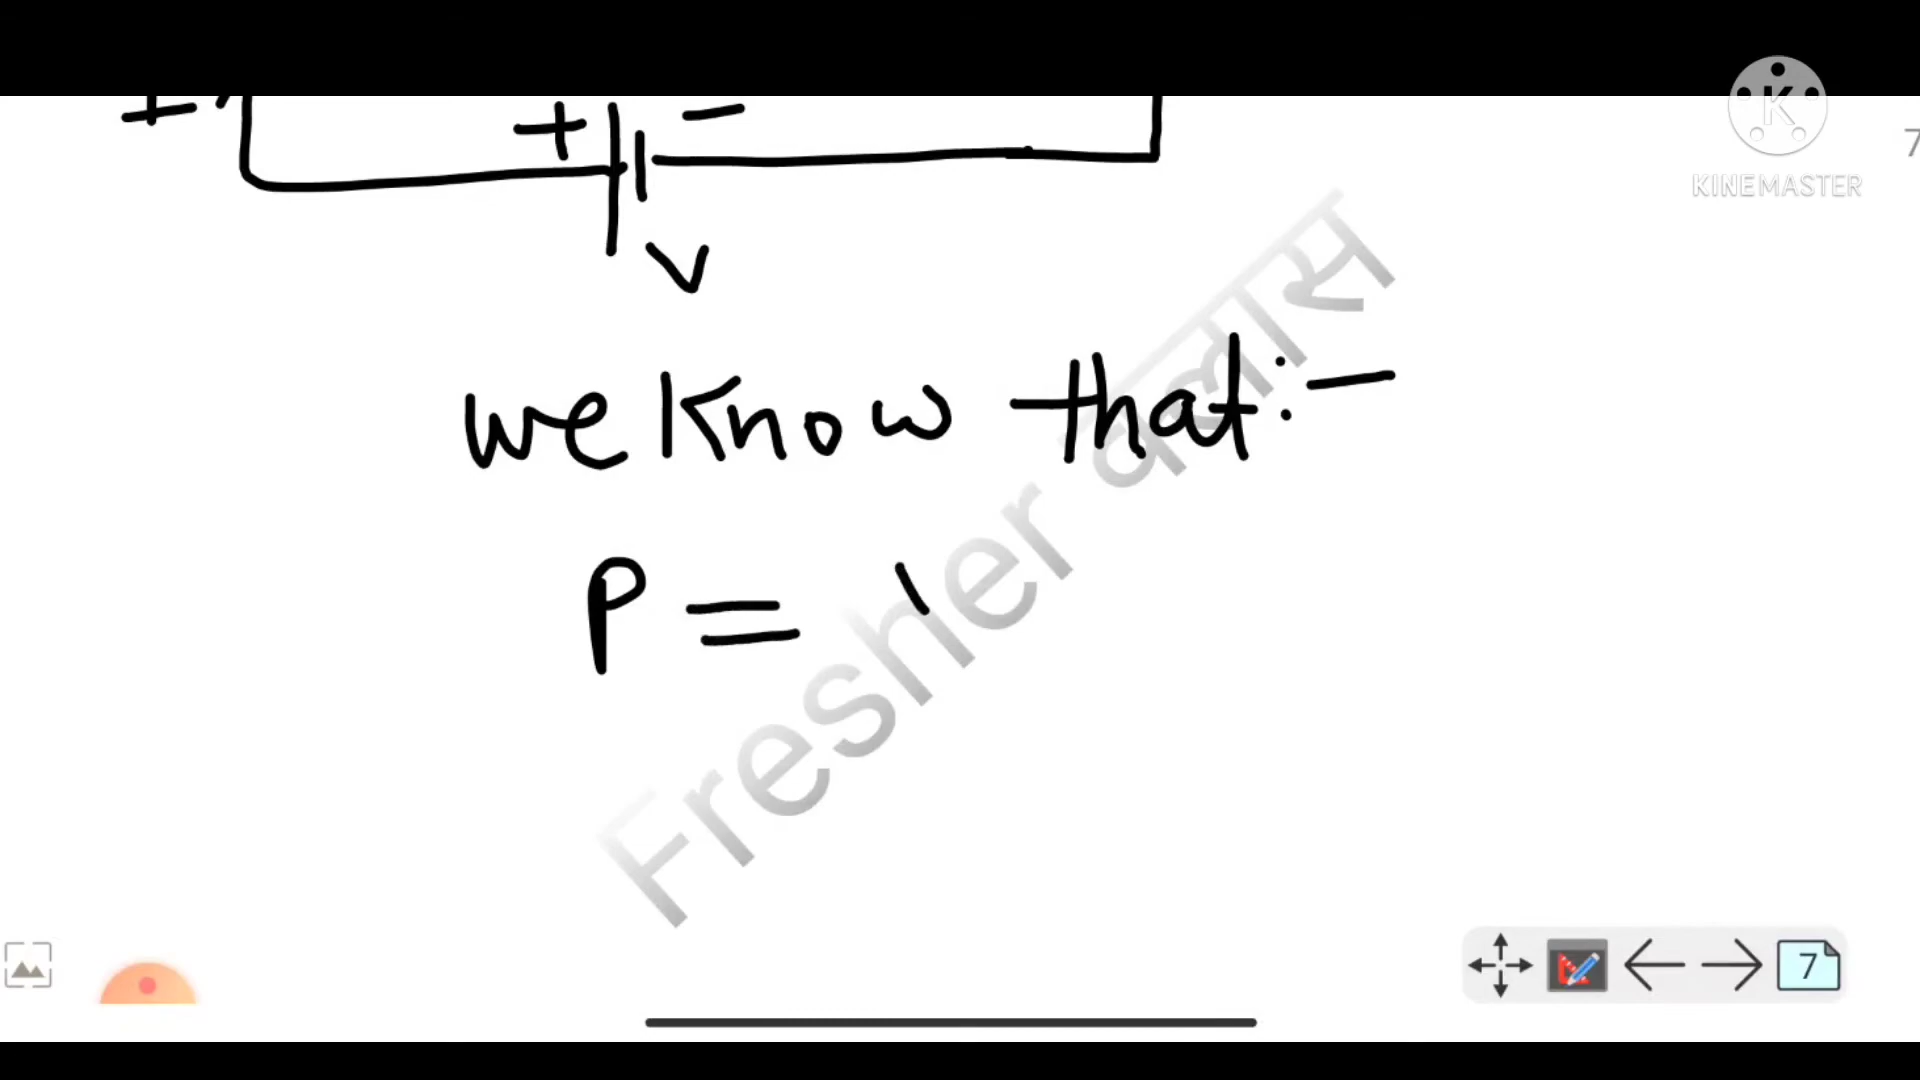 I
+ -
K
KINEMASTER
7
V
we know that:-
P = \
Fresher क्लास
7